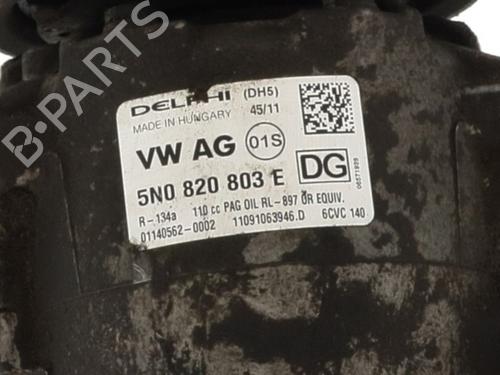 DELPHI (DH5)
MADE IN HUNGARY 45/11
VW AG 01S
5N0 820 803 E DG
R-134a 110 cc PAG OIL RL-897 OR EQUIV. 6CVC 140
01140562-0002 11091063946.D
B-PARTS